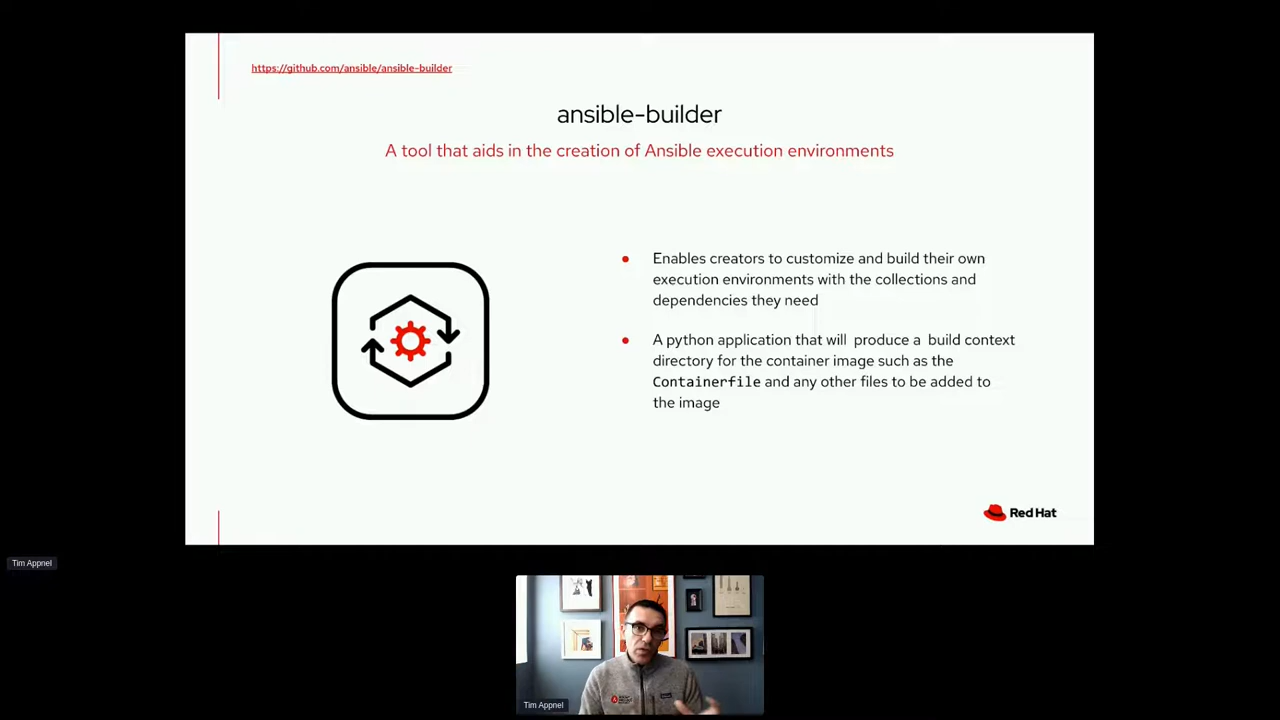 https://github.com/ansible/ansible-builder
ansible-builder
A tool that aids in the creation of Ansible execution environments
Enables creators to customize and build their own
execution environments with the collections and
dependencies they need
A python application that will produce a build context
directory for the container image such as the
Containerfile and any other files to be added to
the image
Red Hat
Tim Appnel
Tim Appnel